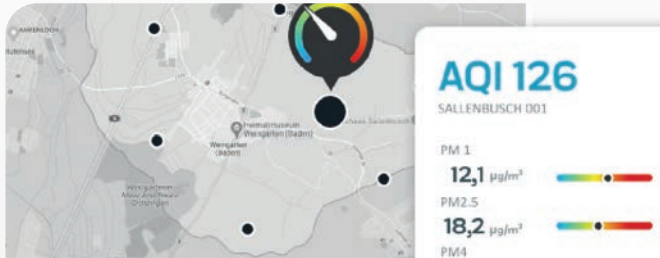 AQI 126
SALLENBUSCH 001
PM 1
12,1 µg/m³
PM2.5
18,2 µg/m³
PM4
Heimatmuseum
Weingarten (Baden)
Weingarten
(Baden)
Weingartener